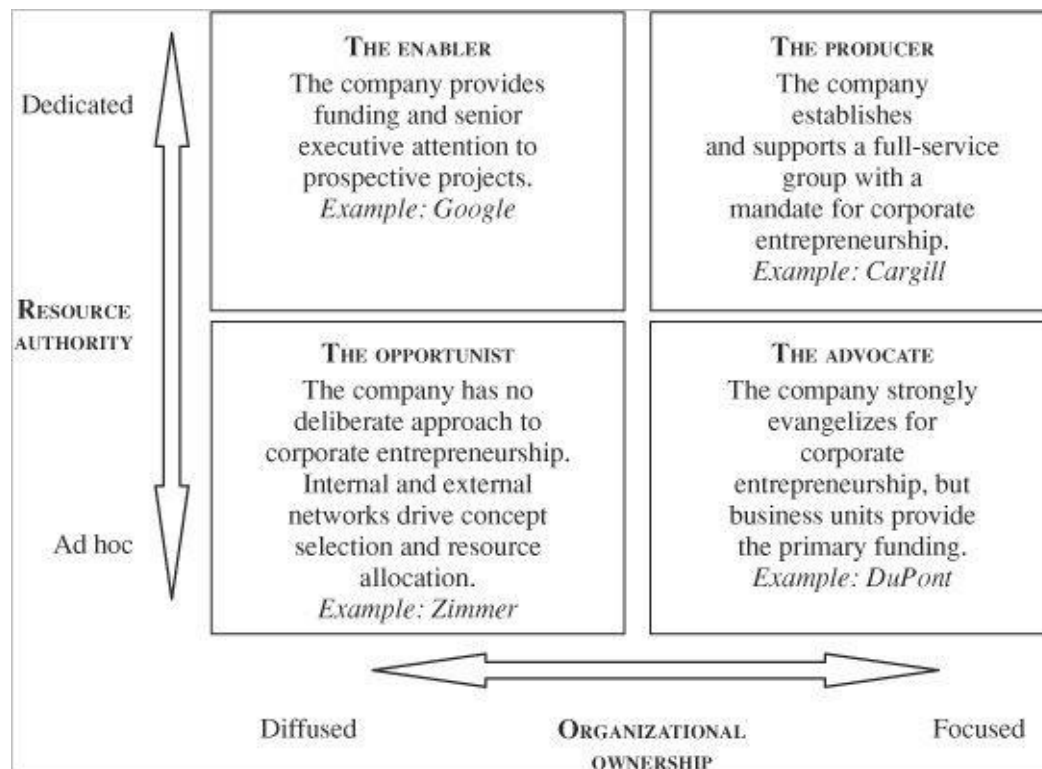 Dedicated
RESOURCE
AUTHORITY
Ad hoc
THE ENABLER
The company provides
funding and senior
executive attention to
prospective projects.
Example: Google
THE PRODUCER
The company
establishes
and supports a full-service
group with a
mandate for corporate
entrepreneurship.
Example: Cargill
THE OPPORTUNIST
The company has no
deliberate approach to
corporate entrepreneurship.
Internal and external
networks drive concept
selection and resource
allocation.
Example: Zimmer
THE ADVOCATE
The company strongly
evangelizes for
corporate
entrepreneurship, but
business units provide
the primary funding.
Example: DuPont
Diffused
ORGANIZATIONAL
OWNERSHIP
Focused